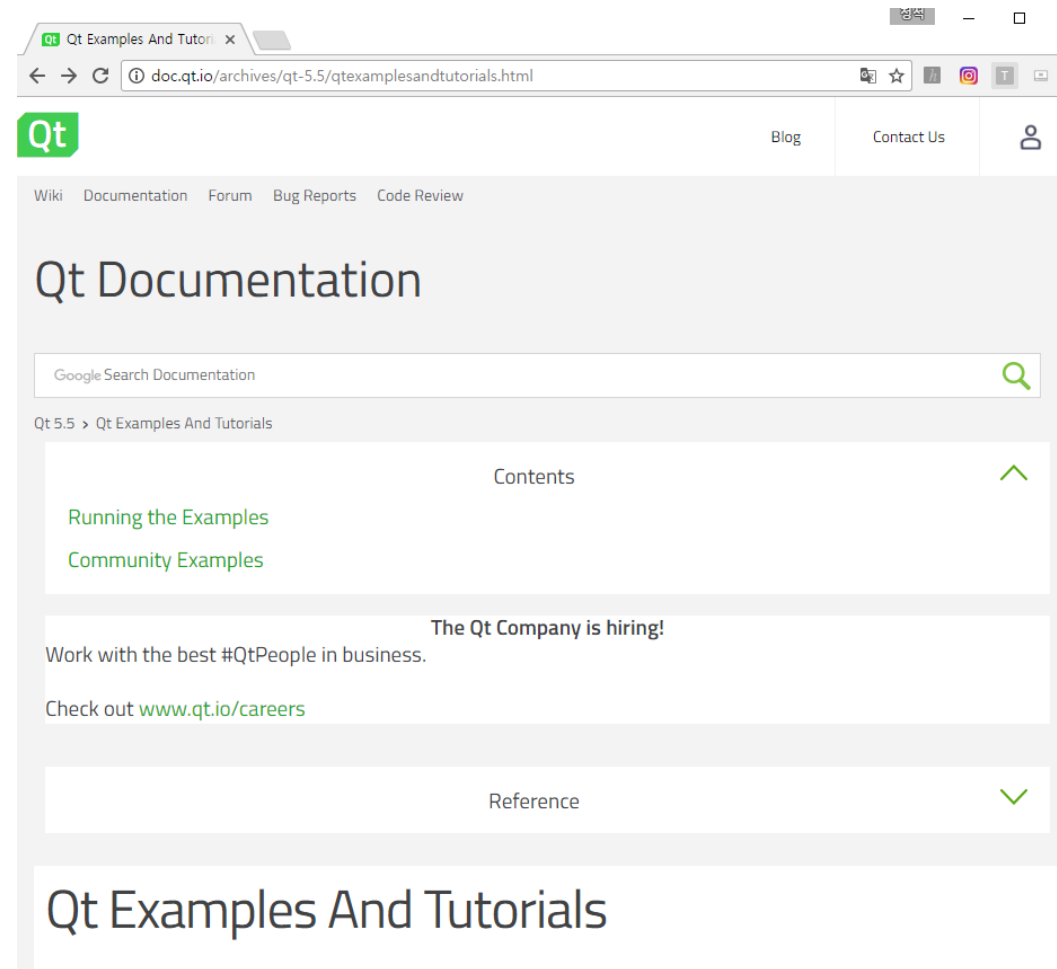 정석
Qt Examples And Tutori
doc.qt.io/archives/qt-5.5/qtexamplesandtutorials.html
Qt
Blog
Contact Us
Wiki Documentation Forum Bug Reports Code Review
Qt Documentation
Google Search Documentation
Qt 5.5 > Qt Examples And Tutorials
Contents
Running the Examples
Community Examples
The Qt Company is hiring!
Work with the best #QtPeople in business.
Check out www.qt.io/careers
Reference
Qt Examples And Tutorials